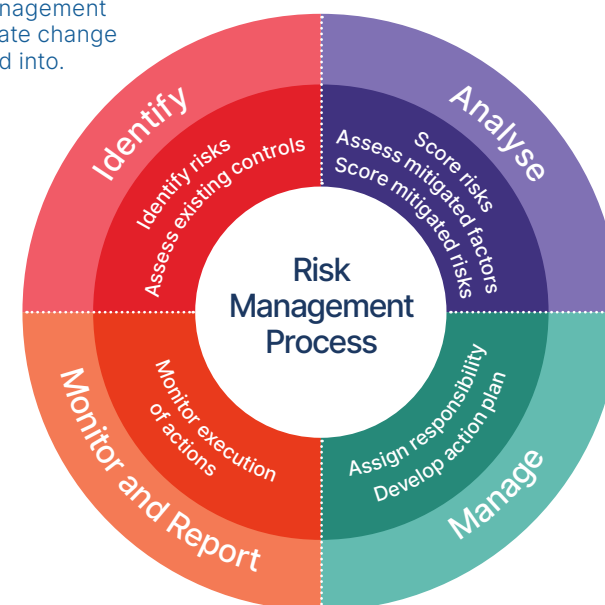 nagement
ate change
d into.
Identify
Identify risks
Assess existing controls
Analyse
Score risks
Assess mitigated factors
Score mitigated risks
Risk
Management
Process
Monitor and Report
Monitor execution
of actions
Manage
Assign responsibility
Develop action plan